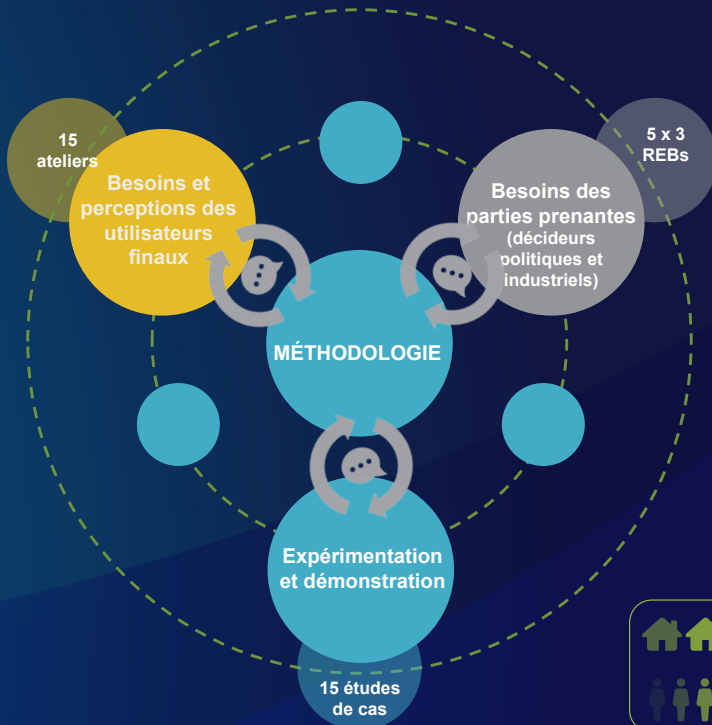 15
ateliers
Besoins et
perceptions des
utilisateurs
finaux
5 x 3
REBs
Besoins des
parties prenantes
(décideurs
politiques et
industriels)
MÉTHODOLOGIE
Expérimentation
et démonstration
15 études
de cas